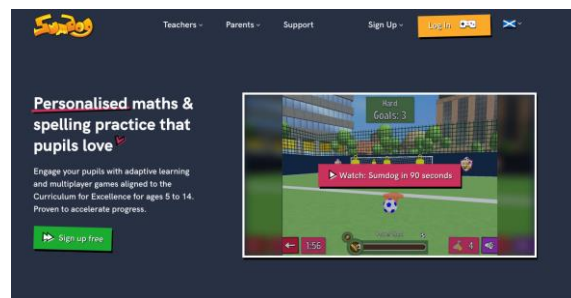 Sumdog
Teachers
Parents
Support
Sign Up
Log in
Personalised maths &
spelling practice that
pupils love
Engage your pupils with adaptive learning
and multiplayer games aligned to the
Curriculum for Excellence for ages 5 to 14.
Proven to accelerate progress.
Sign up free
Hard
Goals: 3
Watch: Sumdog in 90 seconds
1:56
5
4